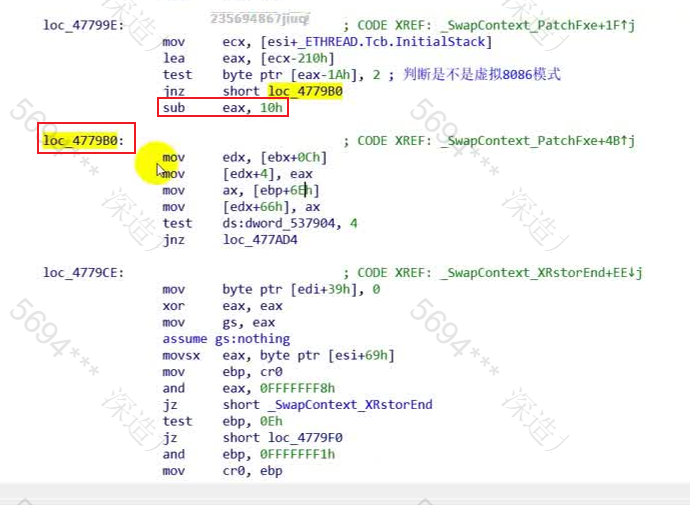 235694867jiuqi
loc_47799E: ; CODE XREF: _SwapContext_PatchFxe+1F↑j
mov ecx, [esi+_ETHREAD.Tcb.InitialStack]
lea eax, [ecx-210h]
test byte ptr [eax-1Ah], 2 ; 判断是不是虚拟8086模式
jnz short loc_4779B0
sub eax, 10h
loc_4779B0: ; CODE XREF: _SwapContext_PatchFxe+4B↑j
mov edx, [ebx+0Ch]
mov [edx+4], eax
mov ax, [ebp+6Eh]
mov [edx+66h], ax
test ds:dword_537904, 4
jnz loc_477AD4
loc_4779CE: ; CODE XREF: _SwapContext_XRstorEnd+EE↓j
mov byte ptr [edi+39h], 0
xor eax, eax
mov gs, eax
assume gs:nothing
movsx eax, byte ptr [esi+69h]
mov ebp, cr0
and eax, 0FFFFFFF8h
jz short _SwapContext_XRstorEnd
test ebp, 0Eh
jz short loc_4779F0
and ebp, 0FFFFFFF1h
mov cr0, ebp
5694*** 深造
5694*** 深造
5694*** 深造
5694*** 深造